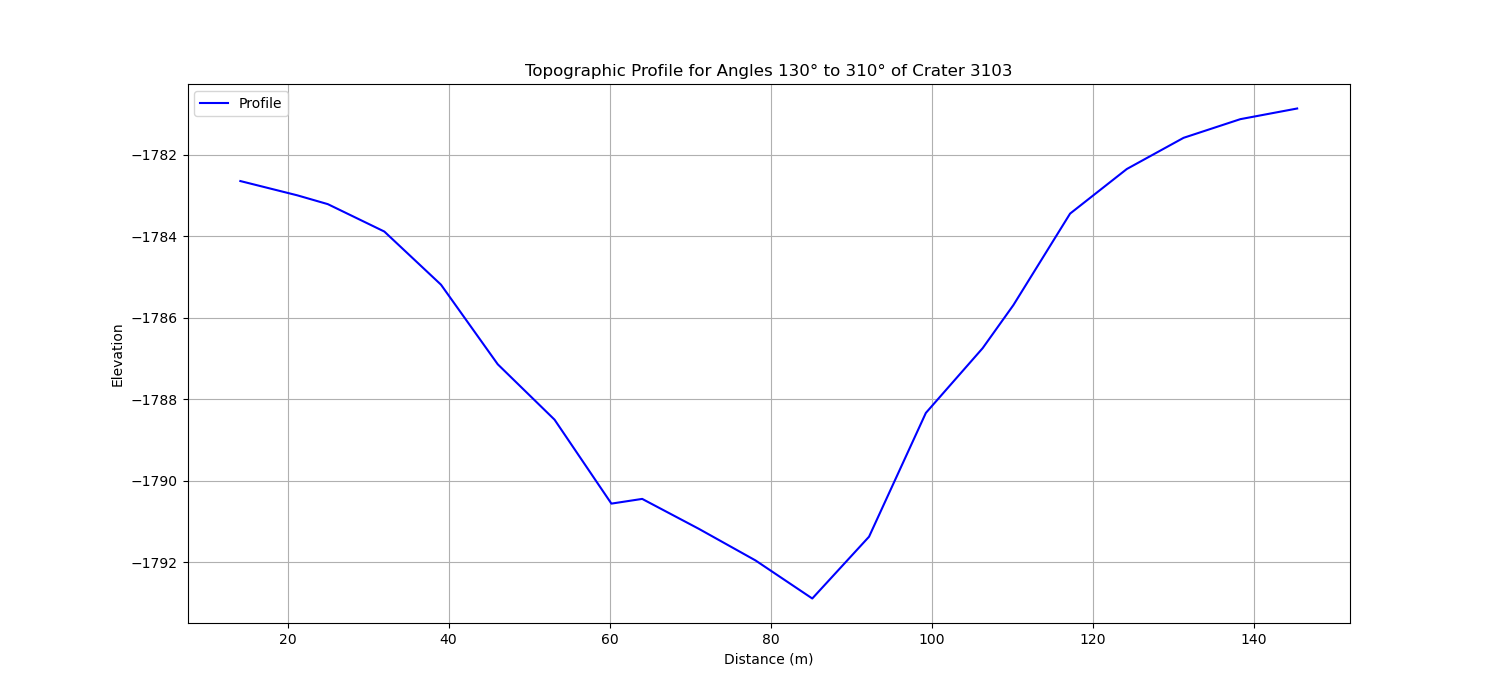 Topographic Profile for Angles 130° to 310° of Crater 3103
Profile
−1782
−1784
−1786
−1788
−1790
−1792
Elevation
20 40 60 80 100 120 140
Distance (m)